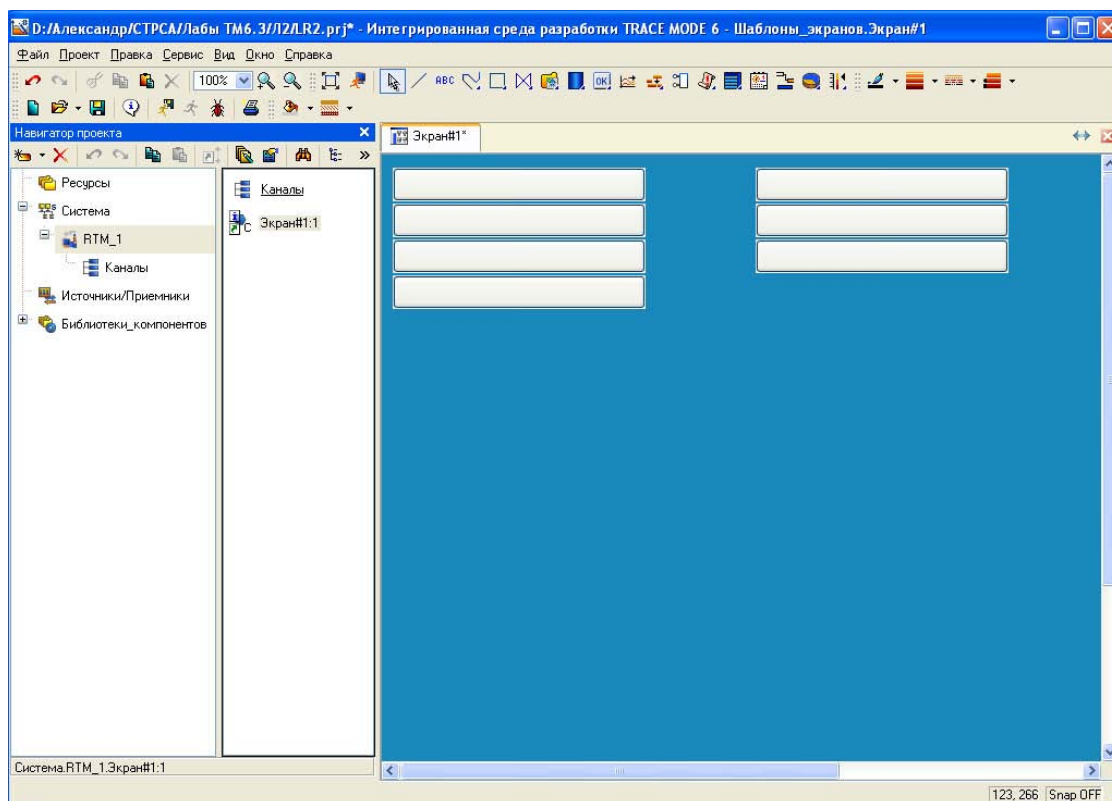 D:/Александр/СТРСА/Лабы ТМ6.3/Л2/LR2.prj* - Интегрированная среда разработки TRACE MODE 6 - Шаблоны_экранов.Экран#1
Файл Проект Правка Сервис Вид Окно Справка
100% ABC OK
Навигатор проекта
Экран#1*
Ресурсы
Система
RTM_1
Каналы
Источники/Приемники
Библиотеки_компонентов
Каналы
Экран#1:1
Система.RTM_1.Экран#1:1
123, 266 Snap OFF